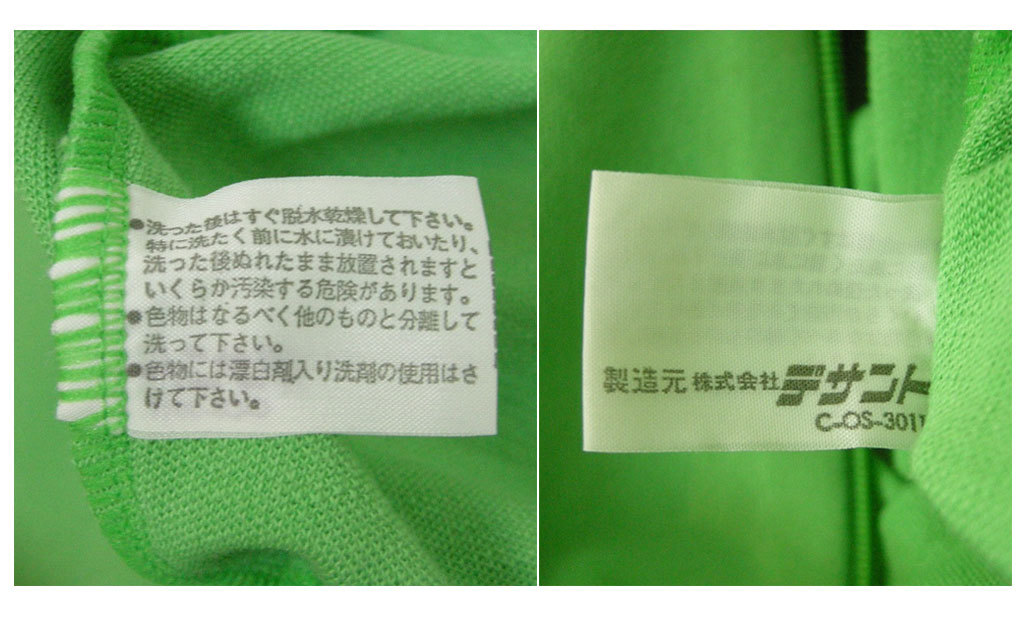 ●洗った後はすぐ脱水乾燥して下さい。
特に洗たく前に水に漬けておいたり、
洗った後ぬれたまま放置されますと
いくらか汚染する危険があります。
●色物はなるべく他のものと分離して
洗って下さい。
●色物には漂白剤入り洗剤の使用はさ
けて下さい。
製造元 株式会社デサント
C-OS-3011